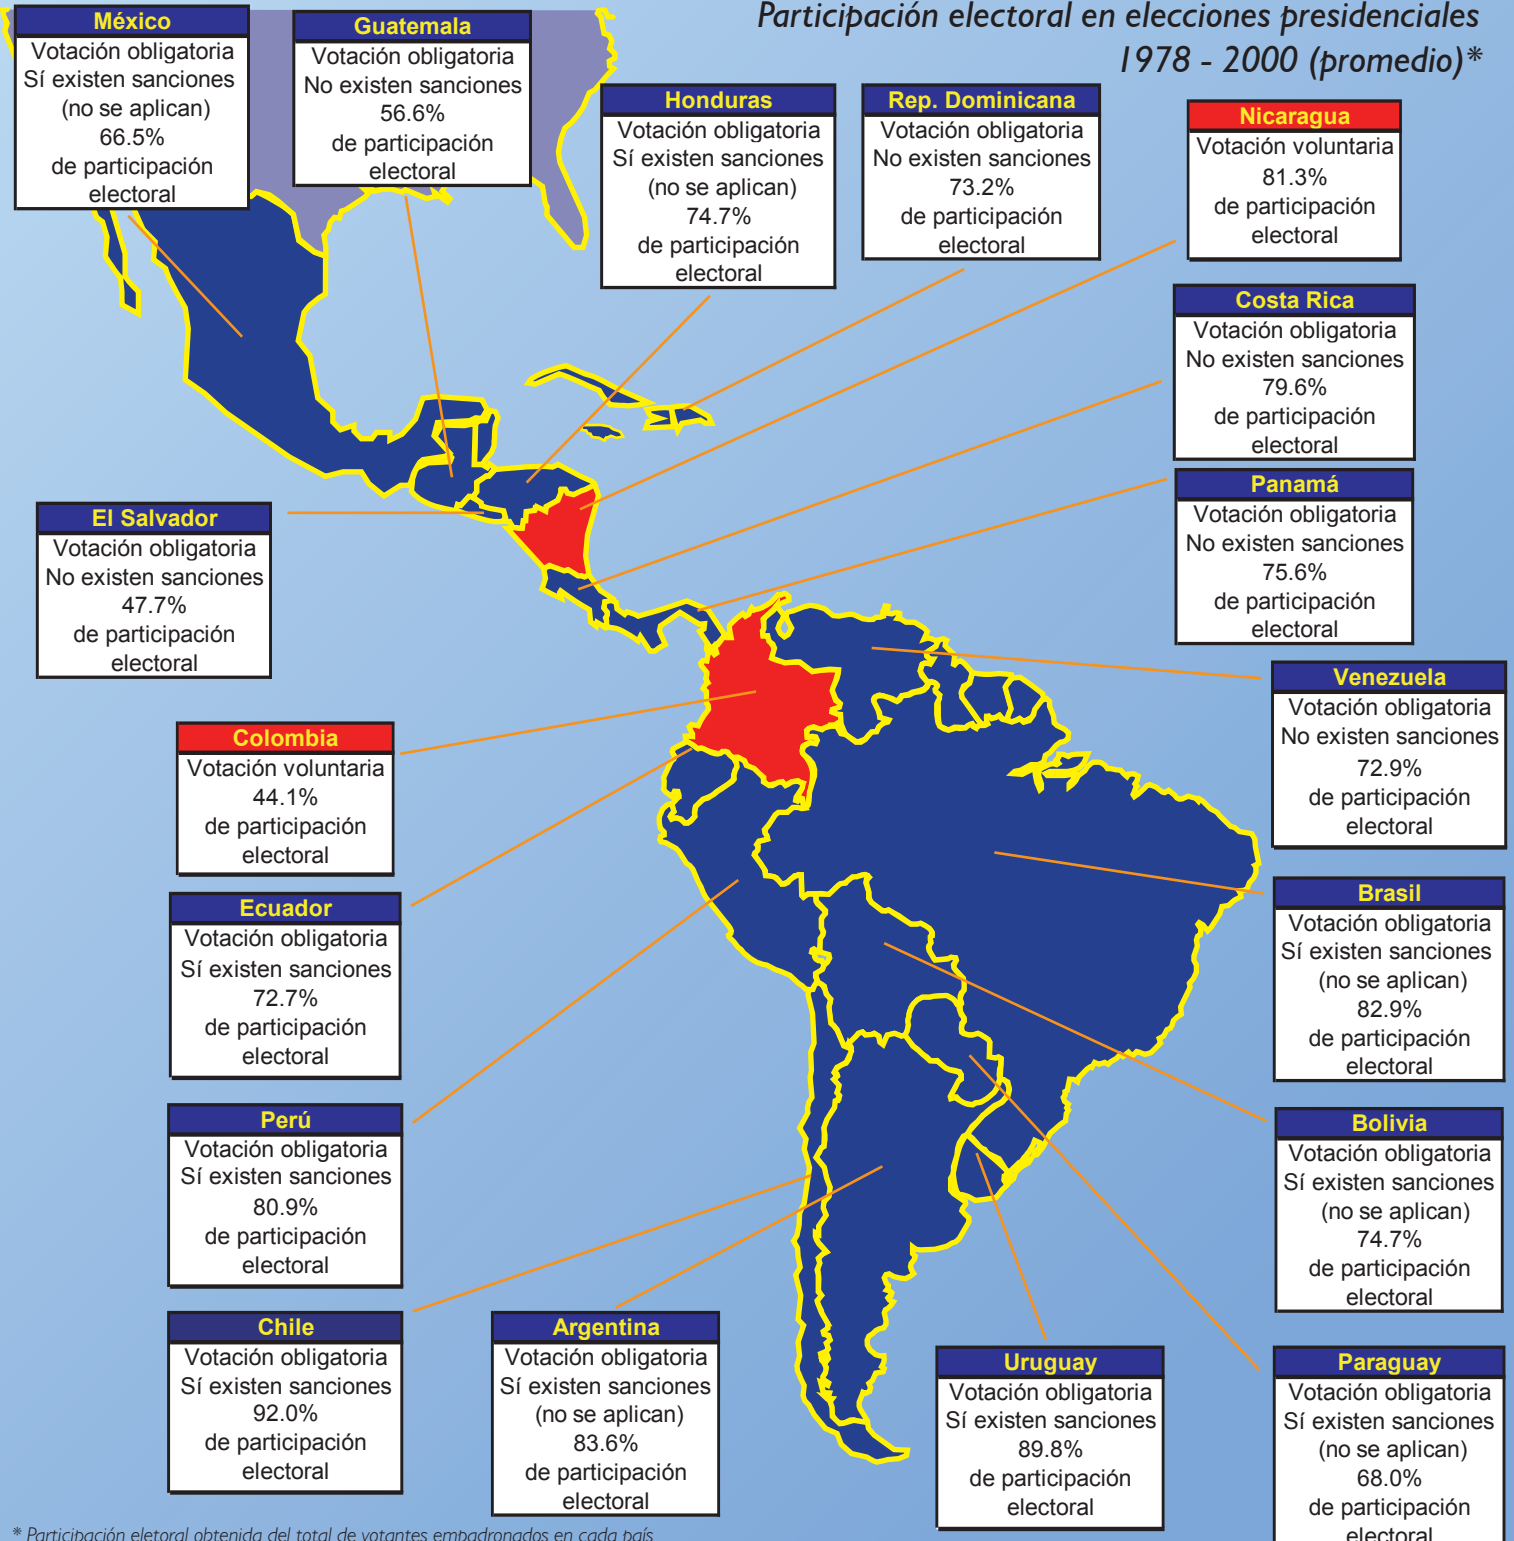 Participación electoral en elecciones presidenciales
1978 - 2000 (promedio)*
México
Votación obligatoria
Sí existen sanciones
(no se aplican)
66.5%
de participación
electoral
Guatemala
Votación obligatoria
No existen sanciones
56.6%
de participación
electoral
Honduras
Votación obligatoria
Sí existen sanciones
(no se aplican)
74.7%
de participación
electoral
Rep. Dominicana
Votación obligatoria
No existen sanciones
73.2%
de participación
electoral
Nicaragua
Votación voluntaria
81.3%
de participación
electoral
Costa Rica
Votación obligatoria
No existen sanciones
79.6%
de participación
electoral
Panamá
Votación obligatoria
No existen sanciones
75.6%
de participación
electoral
El Salvador
Votación obligatoria
No existen sanciones
47.7%
de participación
electoral
Venezuela
Votación obligatoria
No existen sanciones
72.9%
de participación
electoral
Colombia
Votación voluntaria
44.1%
de participación
electoral
Ecuador
Votación obligatoria
Sí existen sanciones
72.7%
de participación
electoral
Brasil
Votación obligatoria
Sí existen sanciones
(no se aplican)
82.9%
de participación
electoral
Perú
Votación obligatoria
Sí existen sanciones
80.9%
de participación
electoral
Bolivia
Votación obligatoria
Sí existen sanciones
(no se aplican)
74.7%
de participación
electoral
Chile
Votación obligatoria
Sí existen sanciones
92.0%
de participación
electoral
Argentina
Votación obligatoria
Sí existen sanciones
(no se aplican)
83.6%
de participación
electoral
Uruguay
Votación obligatoria
Sí existen sanciones
89.8%
de participación
electoral
Paraguay
Votación obligatoria
Sí existen sanciones
(no se aplican)
68.0%
de participación
electoral
* Participación eletoral obtenida del total de votantes empadronados en cada país